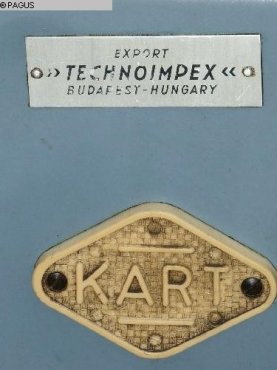 ©PAGUS
EXPORT
»TECHNOIMPEX«
BUDAPEST-HUNGARY
KART